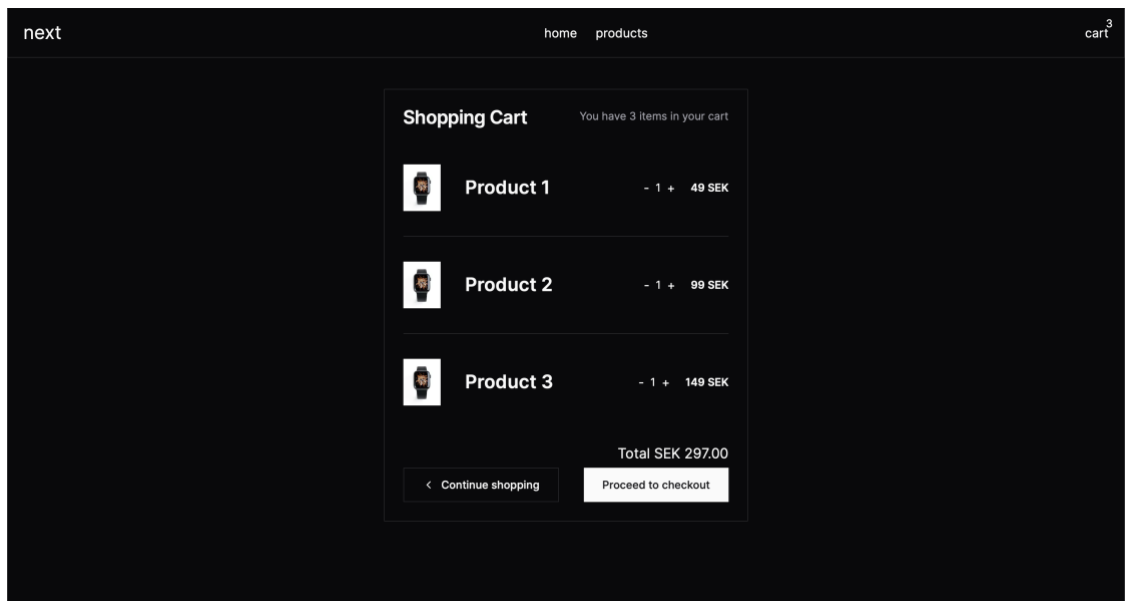 next
home products
3
cart
Shopping Cart
You have 3 items in your cart
Product 1
- 1 + 49 SEK
Product 2
- 1 + 99 SEK
Product 3
- 1 + 149 SEK
Total SEK 297.00
< Continue shopping
Proceed to checkout